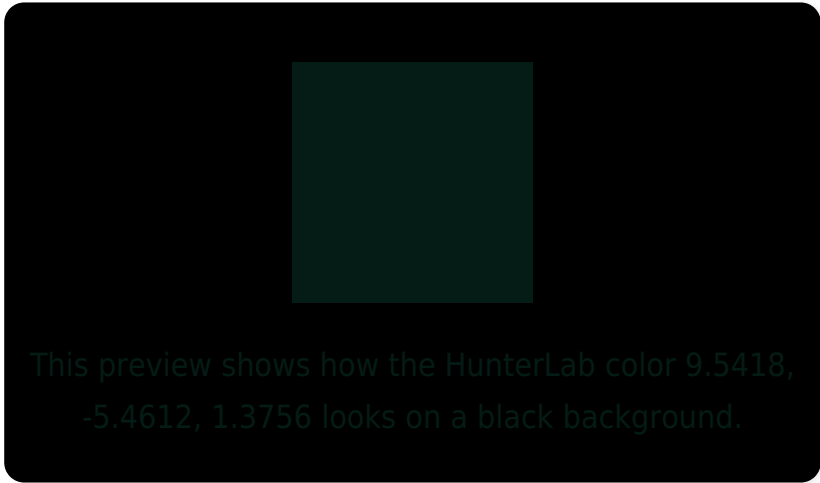 This preview shows how the HunterLab color 9.5418,
-5.4612, 1.3756 looks on a black background.